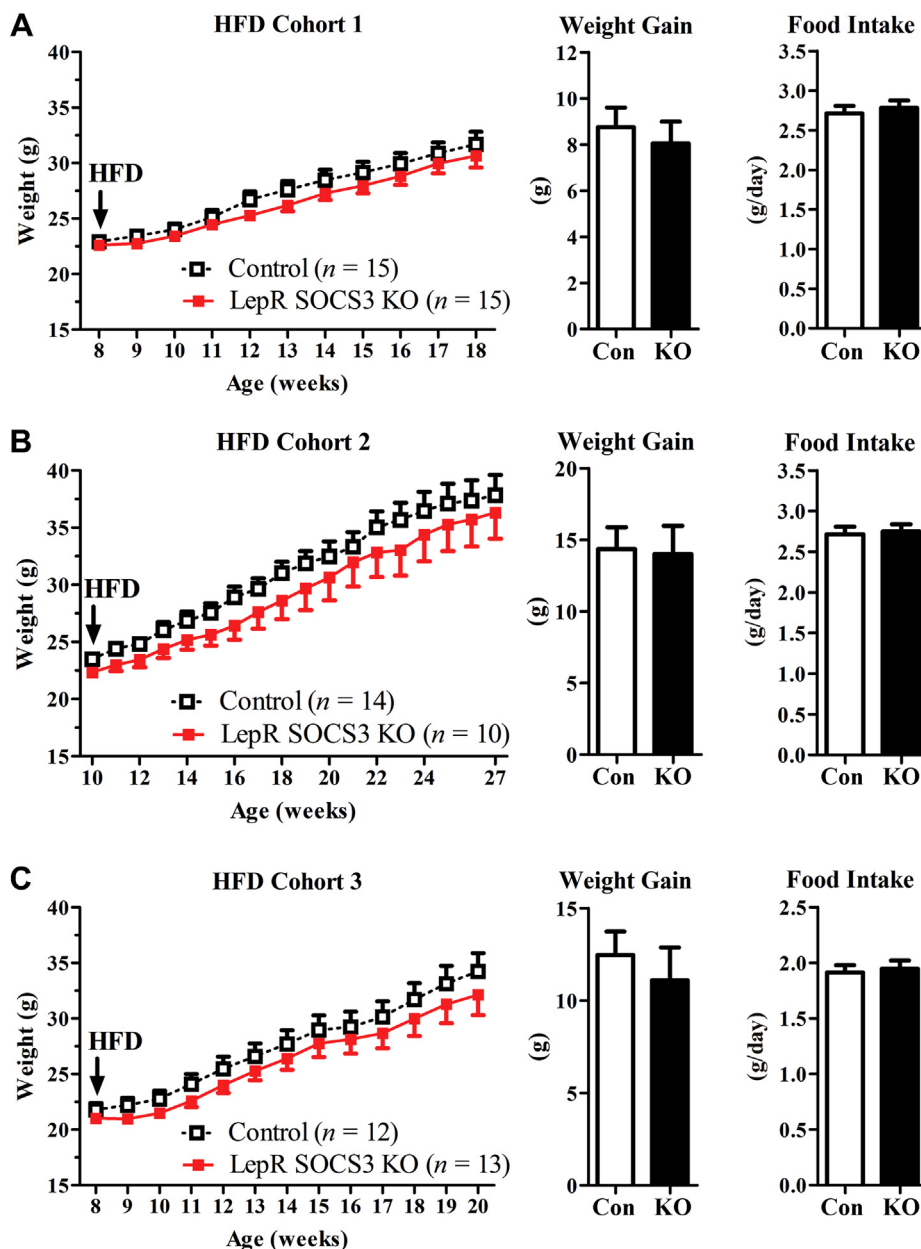 A
HFD Cohort 1
Weight Gain
Food Intake
40
35
30
25
20
15
Weight (g)
HFD
Control (n = 15)
LepR SOCS3 KO (n = 15)
8 9 10 11 12 13 14 15 16 17 18
Age (weeks)
12
10
8
6
4
2
0
(g)
Con KO
3.5
3.0
2.5
2.0
1.5
1.0
0.5
0.0
(g/day)
Con KO
B
HFD Cohort 2
Weight Gain
Food Intake
40
35
30
25
20
15
Weight (g)
HFD
Control (n = 14)
LepR SOCS3 KO (n = 10)
10 12 14 16 18 20 22 24 27
Age (weeks)
20
15
10
5
0
(g)
Con KO
3.5
3.0
2.5
2.0
1.5
1.0
0.5
0.0
(g/day)
Con KO
C
HFD Cohort 3
Weight Gain
Food Intake
40
35
30
25
20
15
Weight (g)
HFD
Control (n = 12)
LepR SOCS3 KO (n = 13)
8 9 10 11 12 13 14 15 16 17 18 19 20
Age (weeks)
15
10
5
0
(g)
Con KO
2.5
2.0
1.5
1.0
0.5
0.0
(g/day)
Con KO